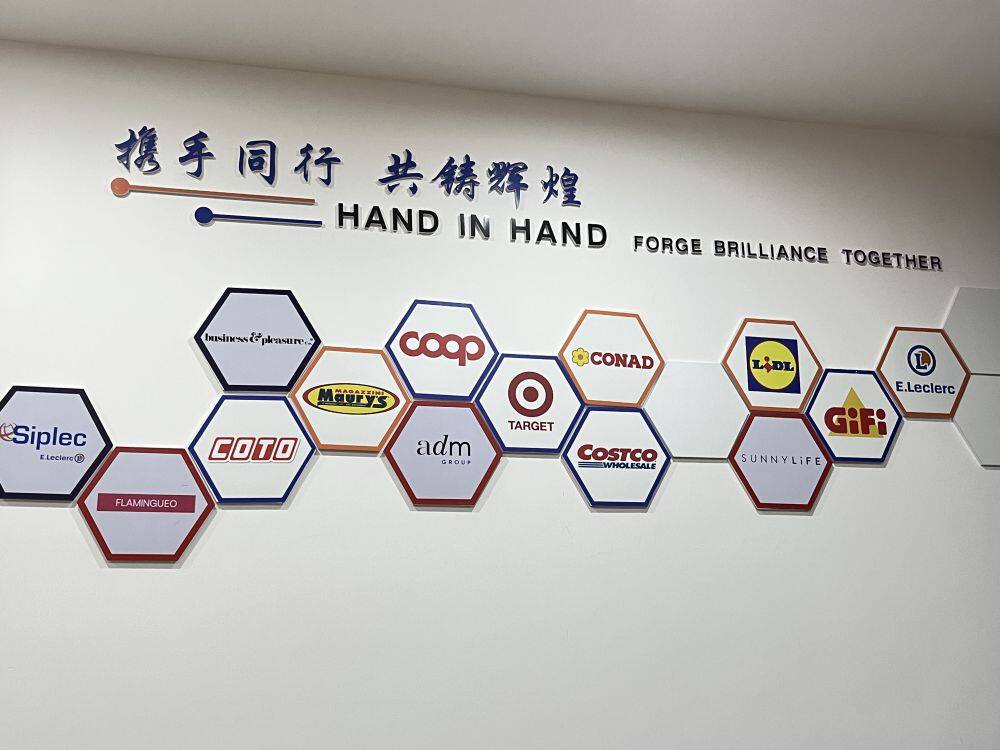 携手同行 共铸辉煌
HAND IN HAND FORGE BRILLIANCE TOGETHER
Siplec
E.Leclerc
FLAMINGUEO
business & pleasure
COTO
MAGAZZINI
Maury's
coop
adm
GROUP
TARGET
CONAD
COSTCO
WHOLESALE
LiDL
SUNNYLiFE
GiFi
E.Leclerc